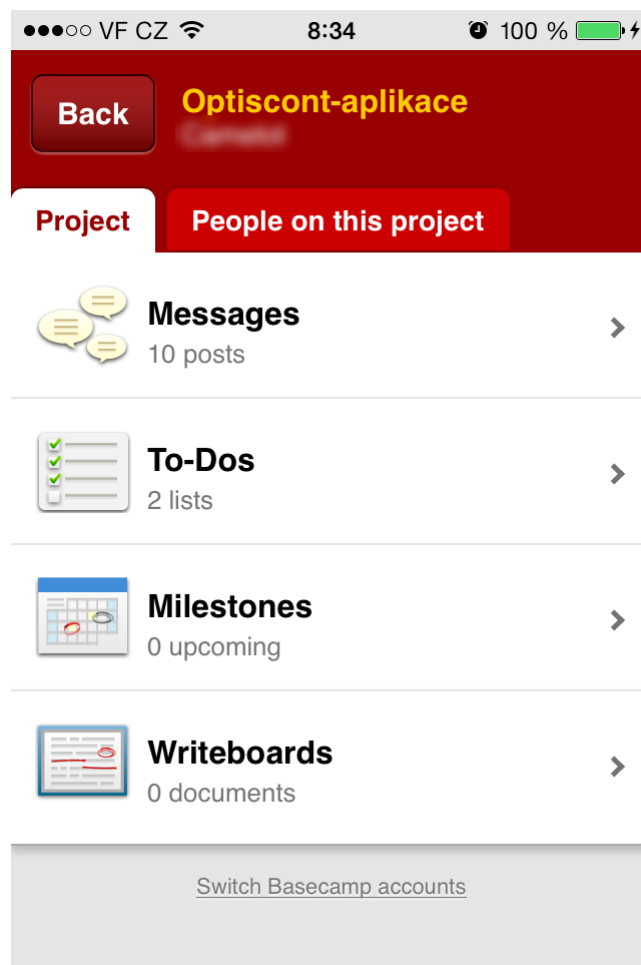 VF CZ 8:34 100 %
Back
Optiscont-aplikace
Project People on this project
Messages
10 posts
To-Dos
2 lists
Milestones
0 upcoming
Writeboards
0 documents
Switch Basecamp accounts